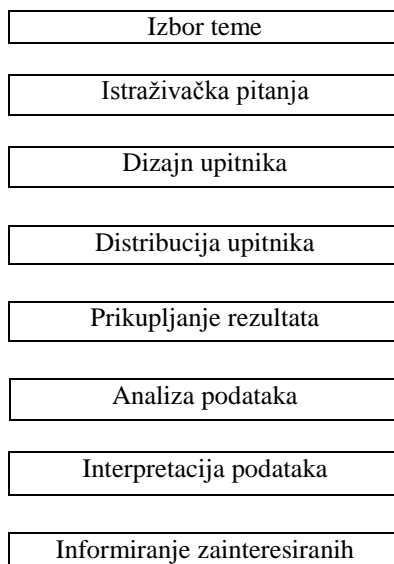 Izbor teme
Istraživačka pitanja
Dizajn upitnika
Distribucija upitnika
Prikupljanje rezultata
Analiza podataka
Interpretacija podataka
Informiranje zainteresiranih